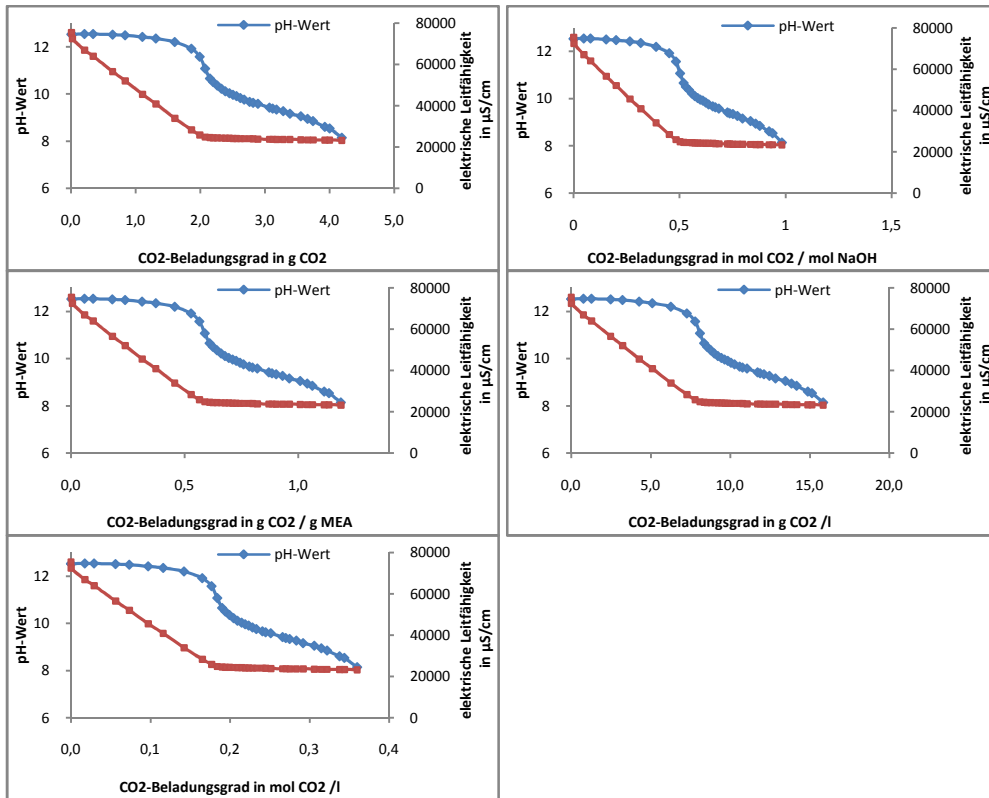 pH-Wert
12
10
8
6
pH-Wert
80000
60000
40000
20000
0
elektrische Leitfähigkeit
in µS/cm
0,0 1,0 2,0 3,0 4,0 5,0
CO2-Beladungsgrad in g CO2
pH-Wert
12
10
8
6
pH-Wert
80000
60000
40000
20000
0
elektrische Leitfähigkeit
in µS/cm
0 0,5 1 1,5
CO2-Beladungsgrad in mol CO2 / mol NaOH
pH-Wert
12
10
8
6
pH-Wert
80000
60000
40000
20000
0
elektrische Leitfähigkeit
in µS/cm
0,0 0,5 1,0
CO2-Beladungsgrad in g CO2 / g MEA
pH-Wert
12
10
8
6
pH-Wert
80000
60000
40000
20000
0
elektrische Leitfähigkeit
in µS/cm
0,0 5,0 10,0 15,0 20,0
CO2-Beladungsgrad in g CO2 /l
pH-Wert
12
10
8
6
pH-Wert
80000
60000
40000
20000
0
elektrische Leitfähigkeit
in µS/cm
0,0 0,1 0,2 0,3 0,4
CO2-Beladungsgrad in mol CO2 /l